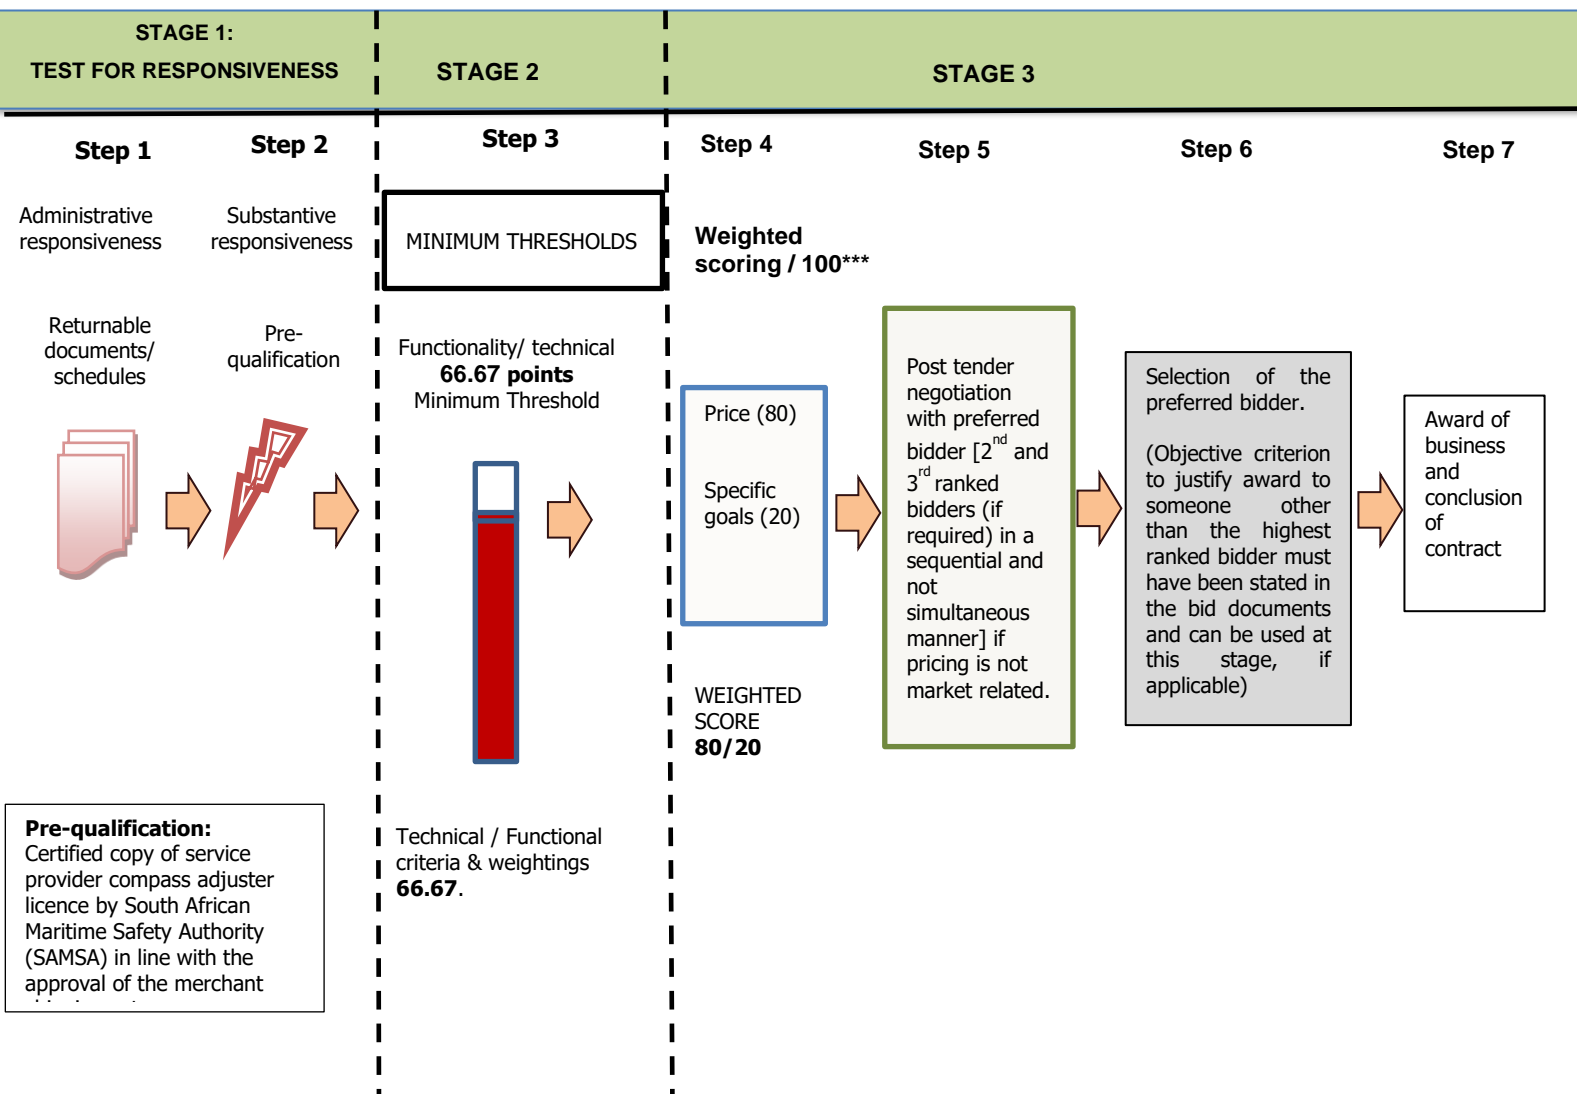 STAGE 1:
TEST FOR RESPONSIVENESS
STAGE 2
STAGE 3
Step 1
Step 2
Step 3
Step 4
Step 5
Step 6
Step 7
Administrative
responsiveness
Substantive
responsiveness
MINIMUM THRESHOLDS
Weighted
scoring / 100***
Returnable
documents/
schedules
Pre-
qualification
Functionality/ technical
66.67 points
Minimum Threshold
Price (80)
Specific
goals (20)
WEIGHTED
SCORE
80/20
Post tender
negotiation
with preferred
bidder [2nd and
3rd ranked
bidders (if
required) in a
sequential and
not
simultaneous
manner] if
pricing is not
market related.
Selection of the
preferred bidder.
(Objective criterion
to justify award to
someone other
than the highest
ranked bidder must
have been stated in
the bid documents
and can be used at
this stage, if
applicable)
Award of
business
and
conclusion
of
contract
Pre-qualification:
Certified copy of service
provider compass adjuster
licence by South African
Maritime Safety Authority
(SAMSA) in line with the
approval of the merchant
Technical / Functional
criteria & weightings
66.67.